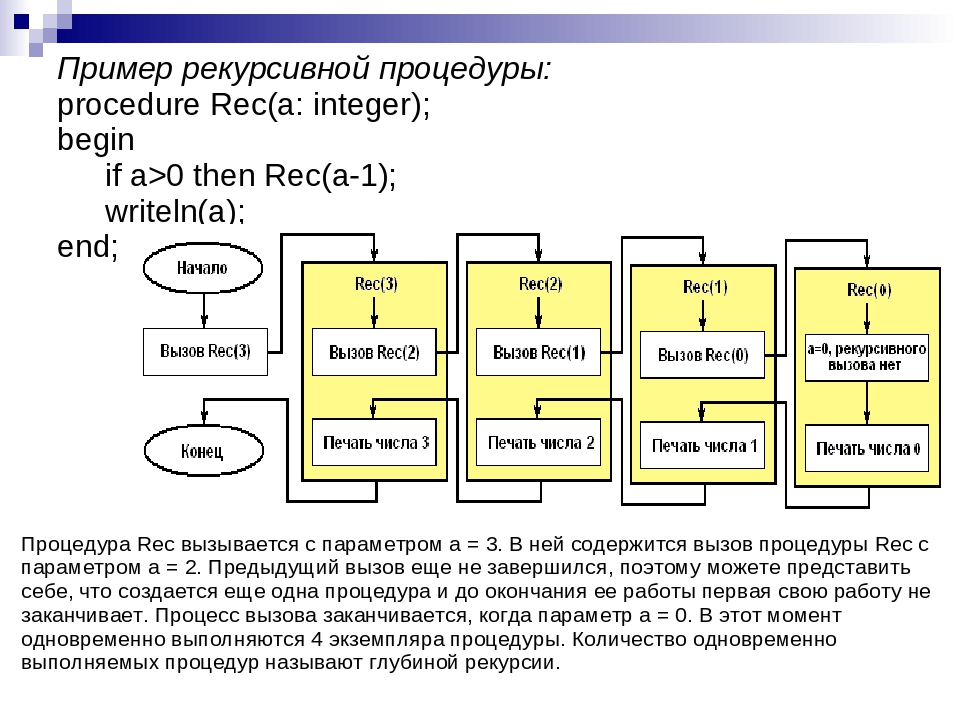 Пример рекурсивной процедуры:
procedure Rec(a: integer);
begin
if a>0 then Rec(a-1);
writeln(a);
end;
Начало
Вызов Rec(3)
Конец
Rec(3)
Вызов Rec(2)
Печать числа 3
Rec(2)
Вызов Rec(1)
Печать числа 2
Rec(1)
Вызов Rec(0)
Печать числа 1
Rec(0)
a=0, рекурсивного
вызова нет
Печать числа 0
Процедура Rec вызывается с параметром a = 3. В ней содержится вызов процедуры Rec с
параметром a = 2. Предыдущий вызов еще не завершился, поэтому можете представить
себе, что создается еще одна процедура и до окончания ее работы первая свою работу не
заканчивает. Процесс вызова заканчивается, когда параметр a = 0. В этот момент
одновременно выполняются 4 экземпляра процедуры. Количество одновременно
выполняемых процедур называют глубиной рекурсии.